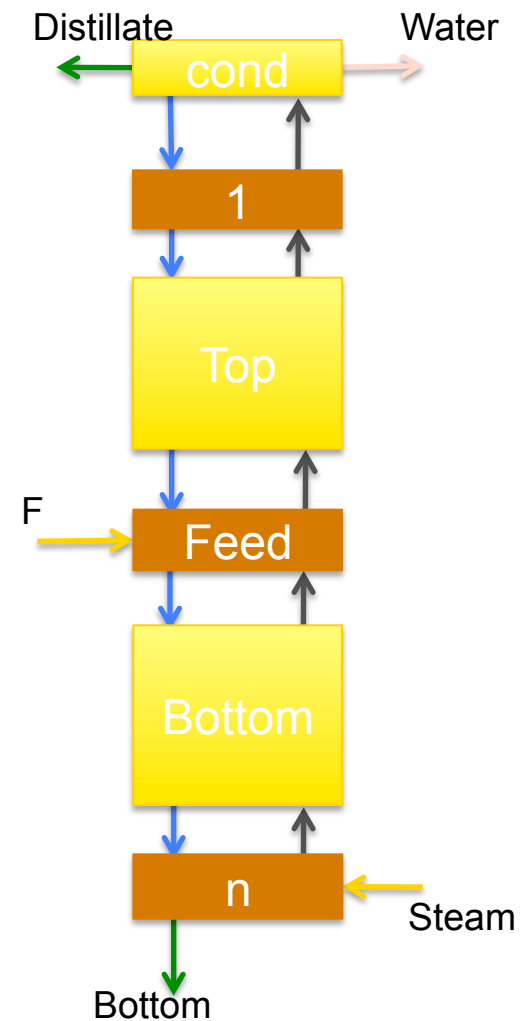 Distillate
Water
cond
1
Top
F
Feed
Bottom
n
Steam
Bottom